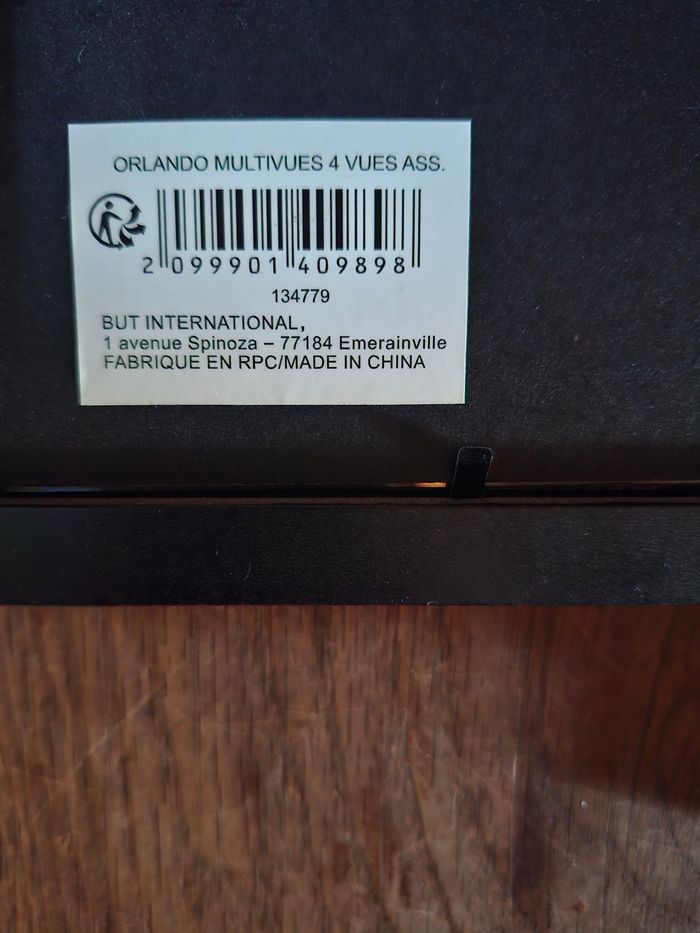 ORLANDO MULTIVUES 4 VUES ASS.
2 099901 409898
134779
BUT INTERNATIONAL,
1 avenue Spinoza – 77184 Emerainville
FABRIQUE EN RPC/MADE IN CHINA